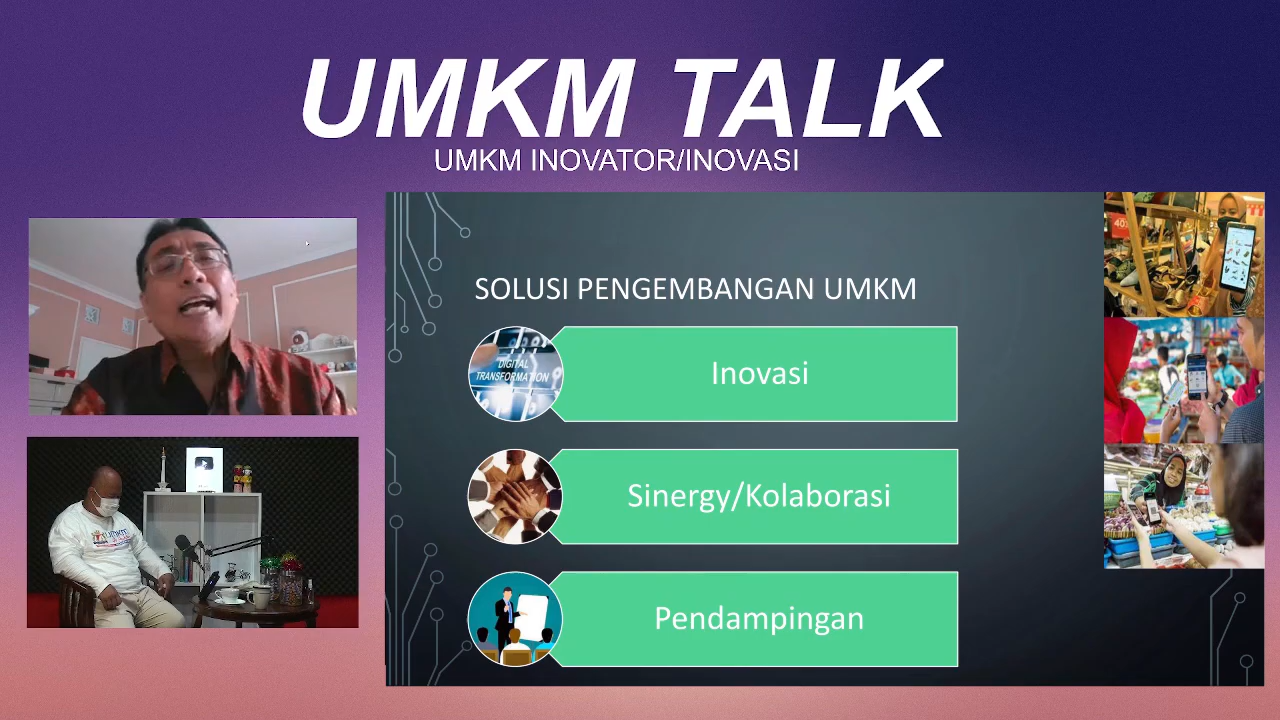 UMKM TALK
UMKM INOVATOR/INOVASI
SOLUSI PENGEMBANGAN UMKM
DIGITAL
TRANSFORMATION
Inovasi
Sinergy/Kolaborasi
Pendampingan